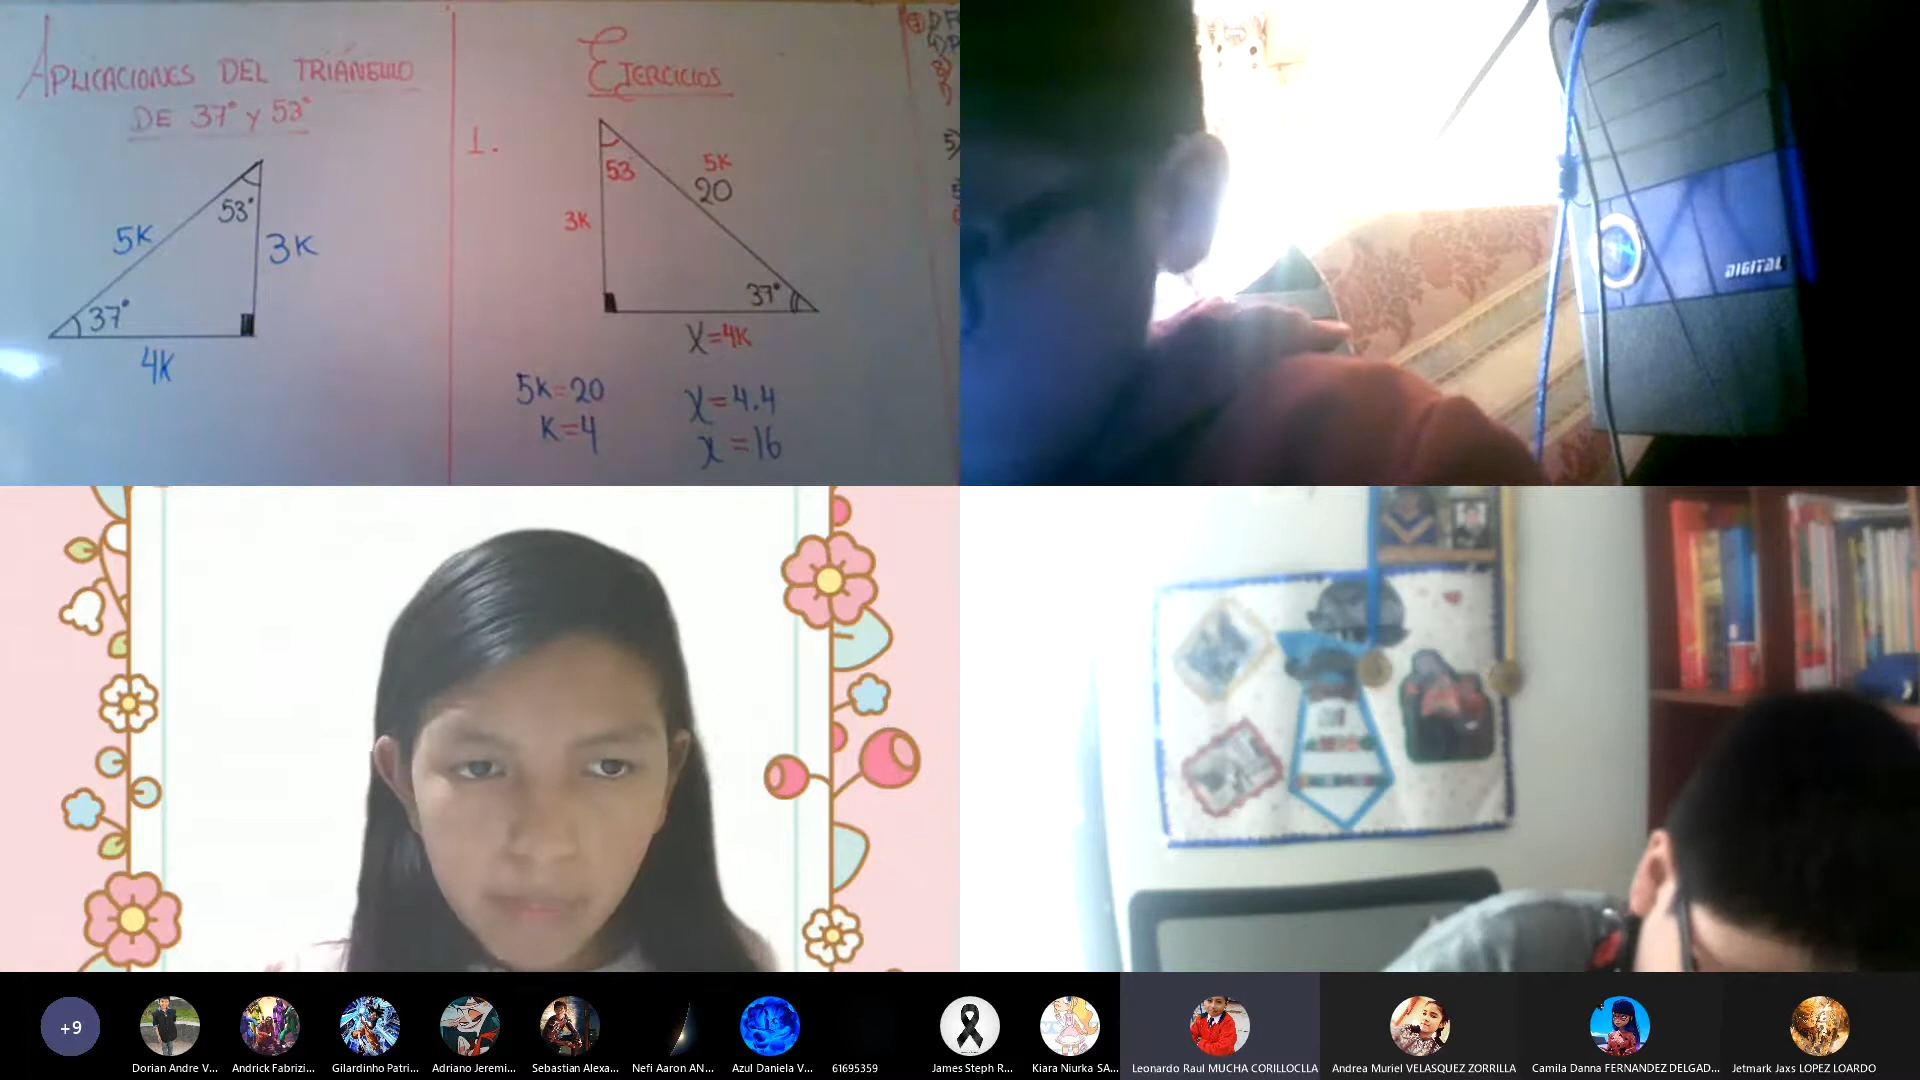 APLICACIONES DEL TRIÁNGULO
DE 37° Y 53°
53°
5K
3K
37°
4K
EJERCICIOS
1.
53
5K
20
3K
37°
X=4K
5K=20
K=4
X=4.4
X=16
5)
DIGITAL
+9
Dorian Andre V...
Andrick Fabrizi...
Gilardinho Patri...
Adriano Jeremi...
Sebastian Alexa...
Nefi Aaron AN...
Azul Daniela V...
61695359
James Steph R...
Kiara Niurka SA...
Leonardo Raul MUCHA CORILLOCLLA
Andrea Muriel VELASQUEZ ZORRILLA
Camila Danna FERNANDEZ DELGAD...
Jetmark Jaxs LOPEZ LOARDO